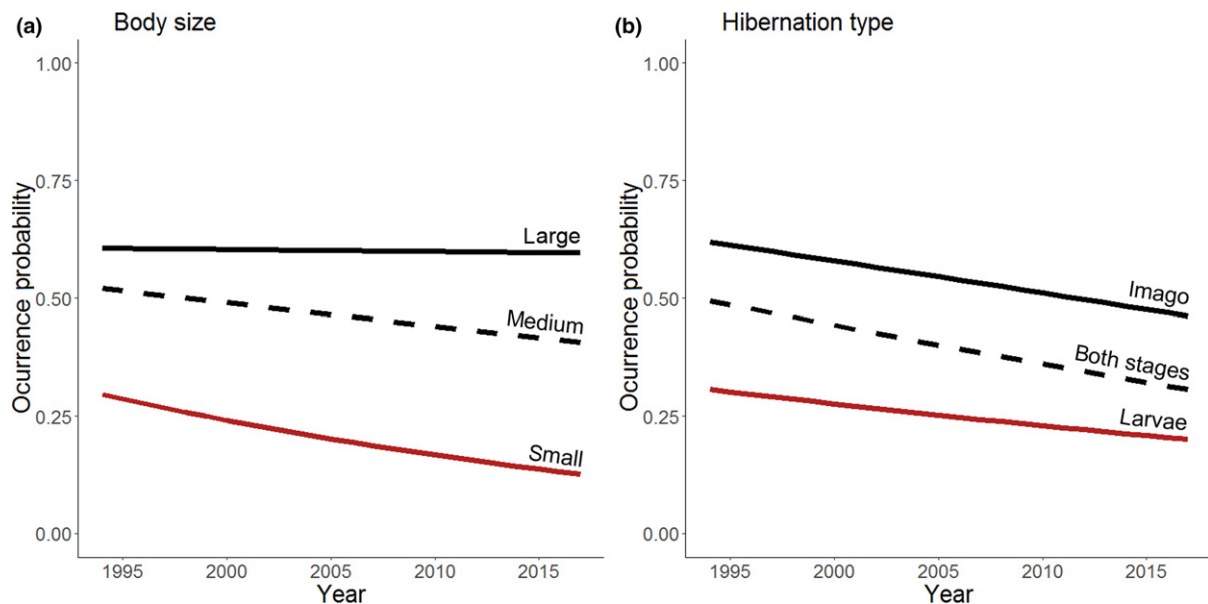 (a) Body size
1.00
0.75
0.50
0.25
0.00
Ocurrence probability
Large
Medium
Small
1995 2000 2005 2010 2015
Year
(b) Hibernation type
1.00
0.75
0.50
0.25
0.00
Ocurrence probability
Imago
Both stages
Larvae
1995 2000 2005 2010 2015
Year